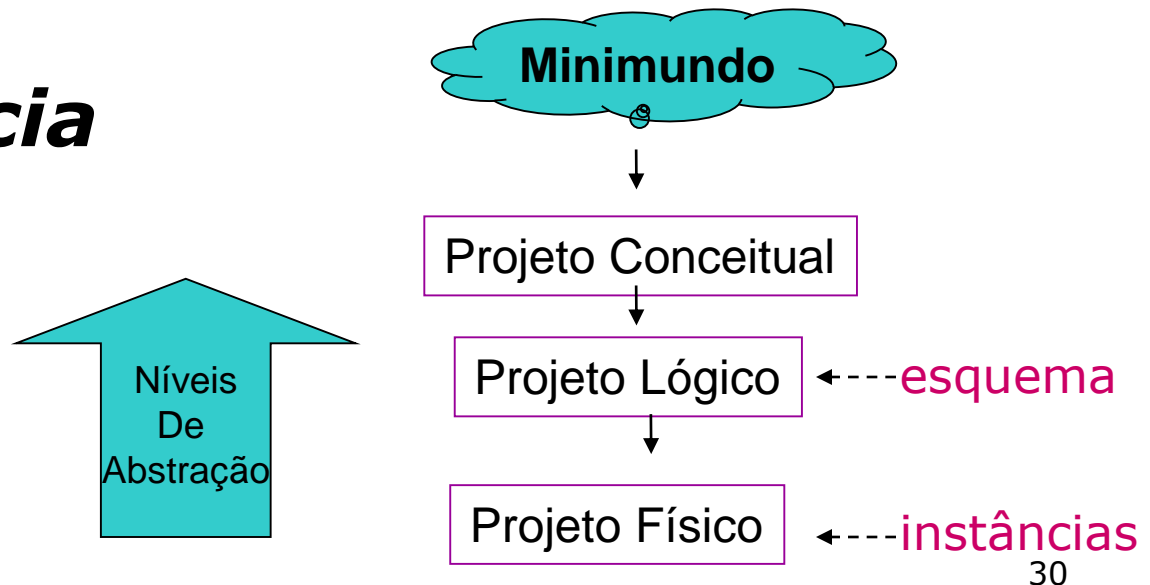 Minimundo
cia
Projeto Conceitual
Níveis
De
Abstração
Projeto Lógico
esquema
Projeto Físico
instâncias
30